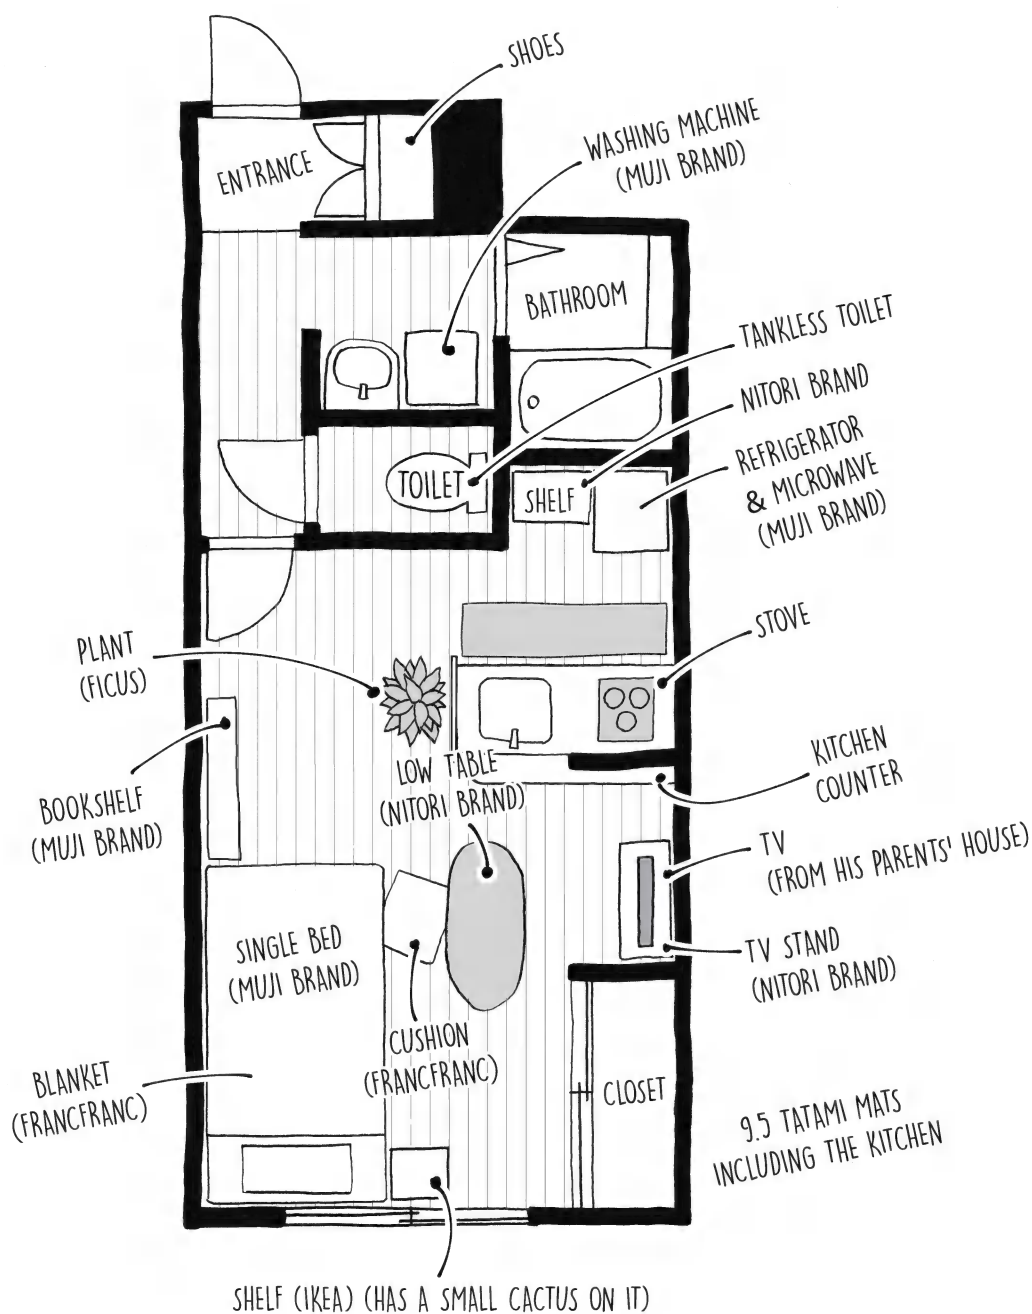 SHOES
ENTRANCE
WASHING MACHINE
(MUJI BRAND)
BATHROOM
TANKLESS TOILET
NITORI BRAND
REFRIGERATOR
& MICROWAVE
(MUJI BRAND)
TOILET
SHELF
STOVE
PLANT
(FICUS)
KITCHEN
COUNTER
LOW TABLE
(NITORI BRAND)
BOOKSHELF
(MUJI BRAND)
TV
(FROM HIS PARENTS' HOUSE)
SINGLE BED
(MUJI BRAND)
TV STAND
(NITORI BRAND)
CUSHION
(FRANCFRANC)
BLANKET
(FRANCFRANC)
CLOSET
9.5 TATAMI MATS
INCLUDING THE KITCHEN
SHELF (IKEA) (HAS A SMALL CACTUS ON IT)